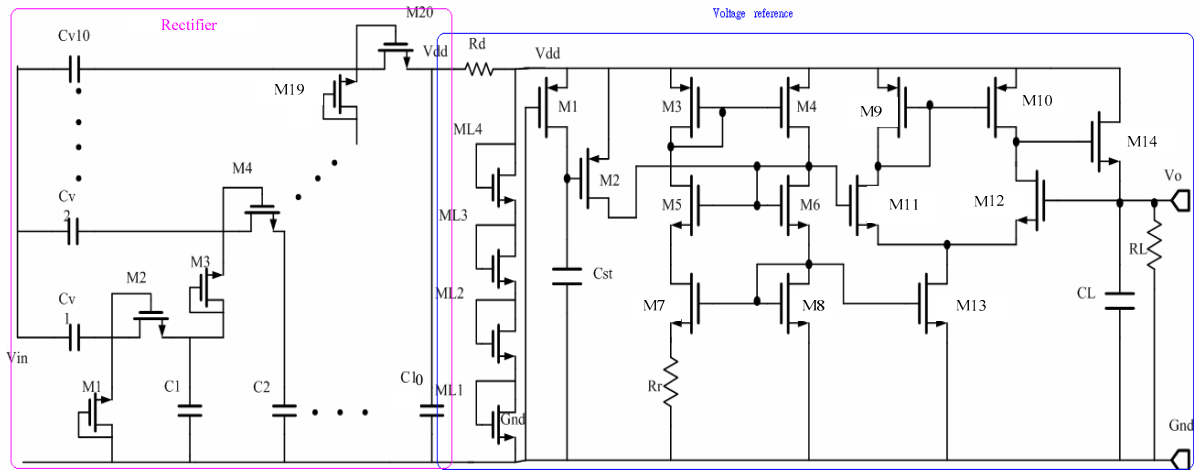 Rectifier
M20
Voltage reference
Cv10
Vdd
Rd
Vdd
M19
M1
M3
M4
M9
M10
M14
ML4
M4
M2
Vo
Cv
2
M5
M6
M11
M12
ML3
M3
M2
Cv
1
Cst
RL
ML2
M7
M8
M13
CL
Vin
M1
C1
C2
C10
ML1
Rr
Gnd
Gnd